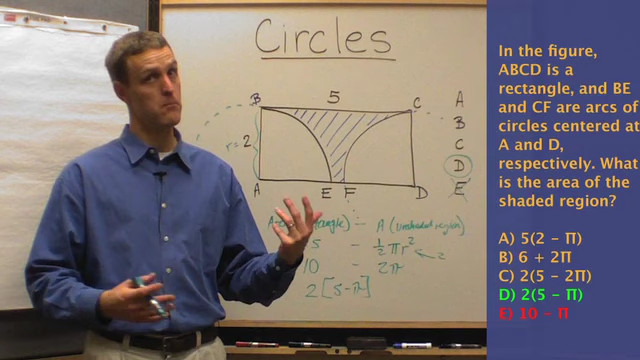 Circles
B 5 C
r=2
A E F D
A
B
C
D
E
A (Unshaded region)
5 - ½πr²
2
10 - 2π
2[5-π]
In the figure,
ABCD is a
rectangle, and BE
and CF are arcs of
circles centered at
A and D,
respectively. What
is the area of the
shaded region?
A) 5(2 - Π)
B) 6 + 2Π
C) 2(5 - 2Π)
D) 2(5 - Π)
E) 10 - Π